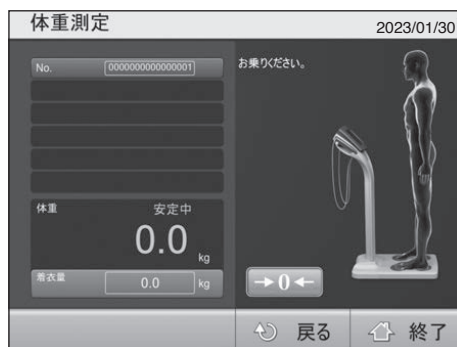 体重測定
2023/01/30
No.
0000000000000001
お乗りください。
体重
安定中
0.0
kg
着衣量
0.0
kg
→0←
戻る
終了